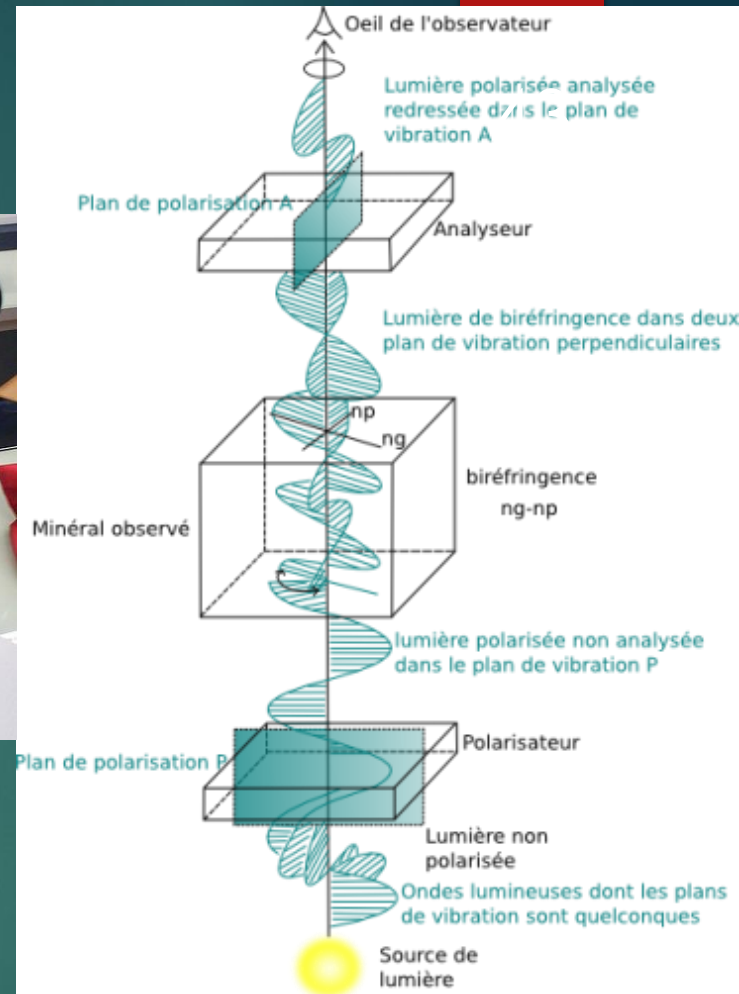 Oeil de l'observateur
Lumière polarisée analysée
redressée dans le plan de
vibration A
Plan de polarisation A
Analyseur
Lumière de biréfringence dans deux
plan de vibration perpendiculaires
np
ng
biréfringence
ng-np
Minéral observé
lumière polarisée non analysée
dans le plan de vibration P
Polarisateur
Plan de polarisation P
Lumière non
polarisée
Ondes lumineuses dont les plans
de vibration sont quelconques
Source de
lumière